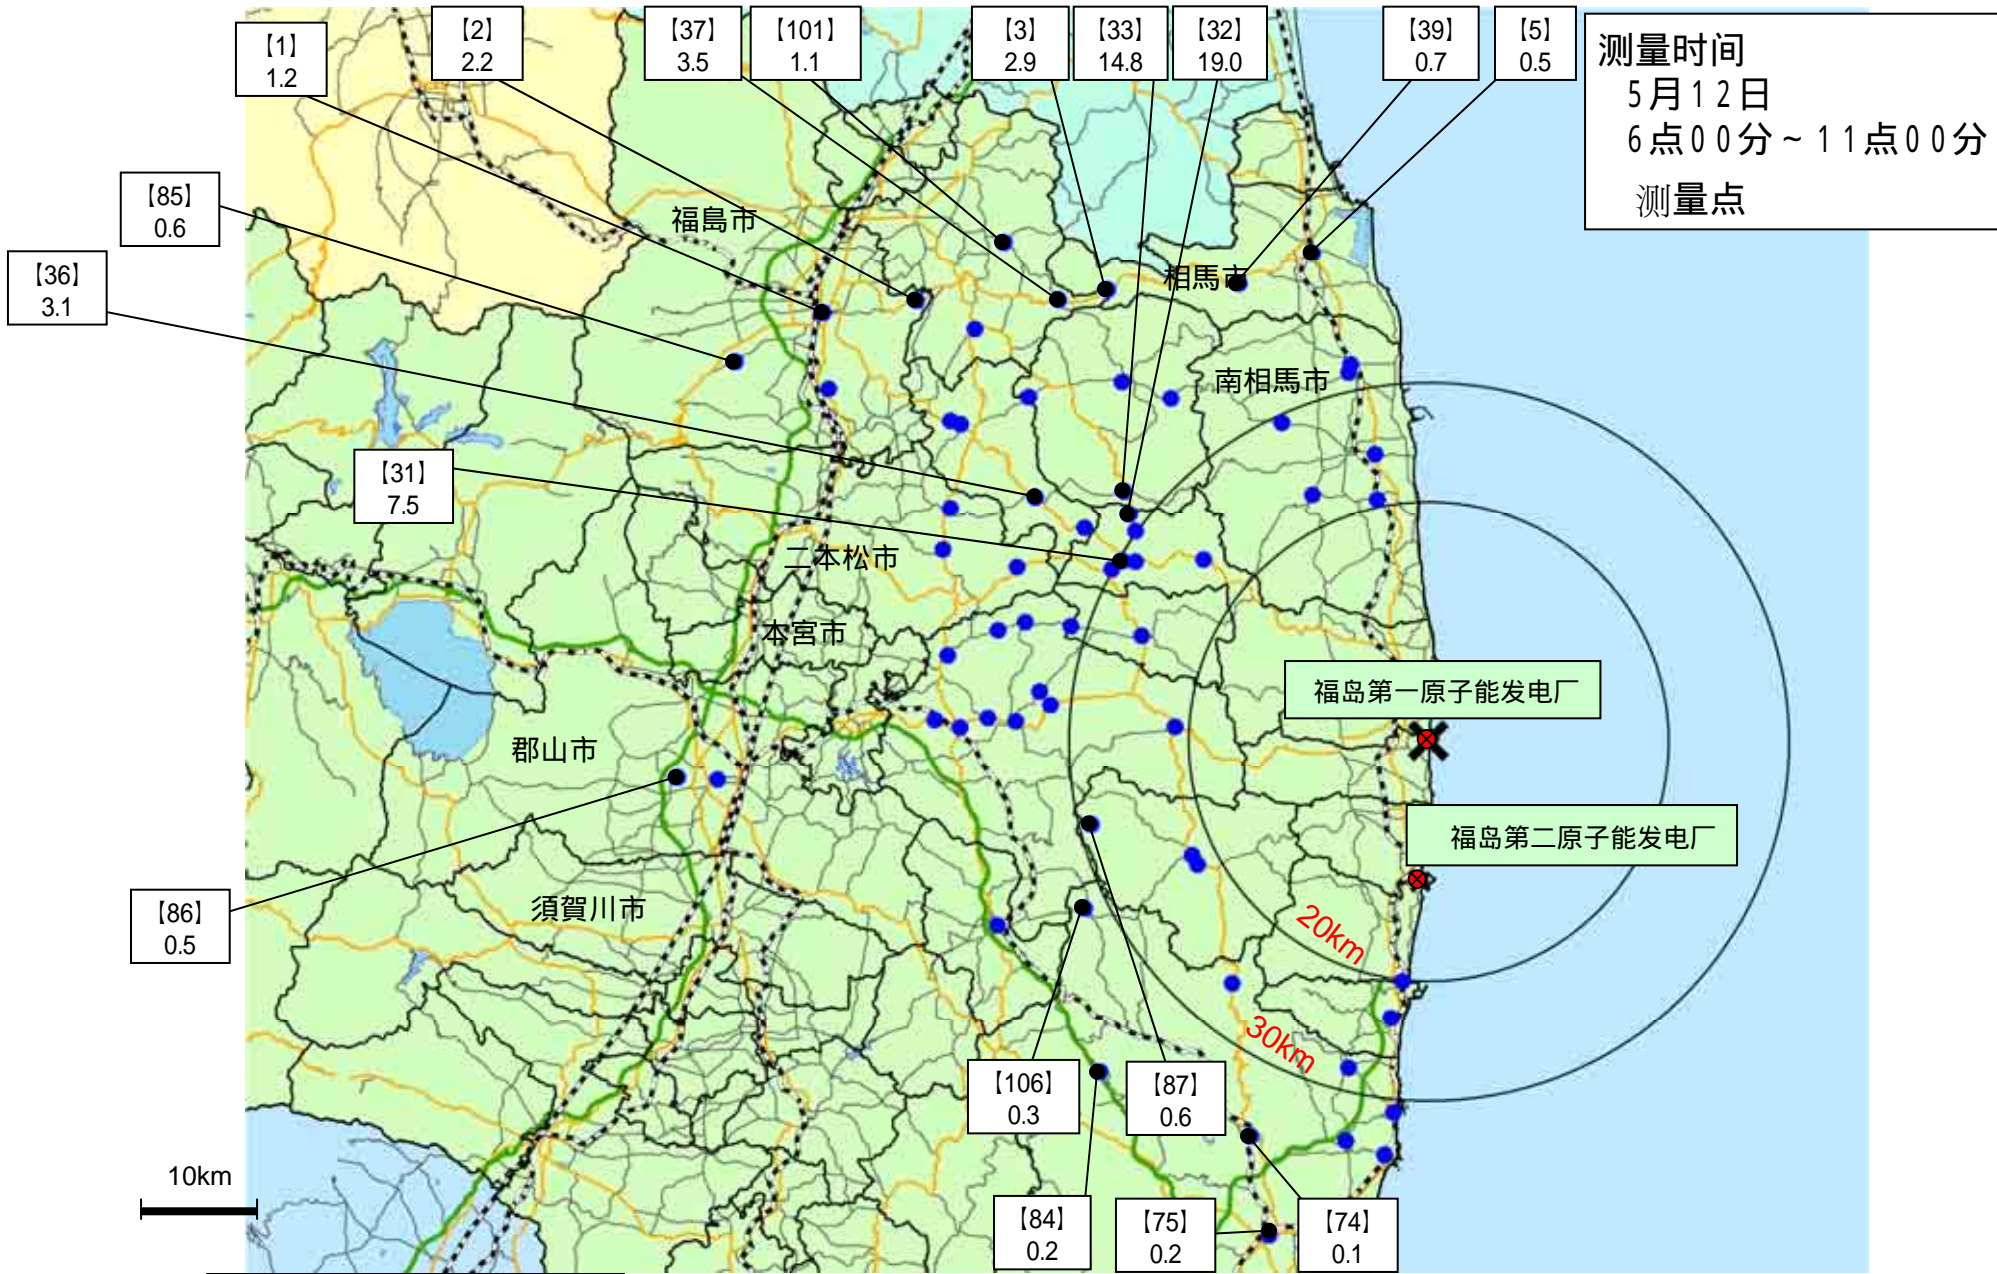 【1】
1.2
【2】
2.2
【37】
3.5
【101】
1.1
【3】
2.9
【33】
14.8
【32】
19.0
【39】
0.7
【5】
0.5
测量时间
5月12日
6点00分~11点00分
测量点
【85】
0.6
福島市
【36】
3.1
相馬市
南相馬市
【31】
7.5
二本松市
本宮市
福岛第一原子能发电厂
郡山市
福岛第二原子能发电厂
【86】
0.5
須賀川市
20km
30km
【106】
0.3
【87】
0.6
10km
【84】
0.2
【75】
0.2
【74】
0.1